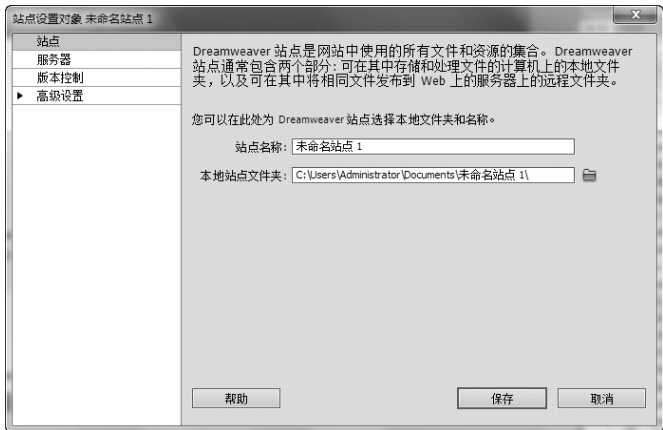 站点设置对象 未命名站点 1
站点
服务器
版本控制
高级设置
Dreamweaver 站点是网站中使用的所有文件和资源的集合。Dreamweaver
站点通常包含两个部分:可在其中存储和处理文件的计算机上的本地文件
夹，以及可在其中将相同文件发布到 Web 上的服务器上的远程文件夹。
您可以在此处为 Dreamweaver 站点选择本地文件夹和名称。
站点名称: 未命名站点 1
本地站点文件夹: C:\Users\Administrator\Documents\未命名站点 1\
帮助 保存 取消